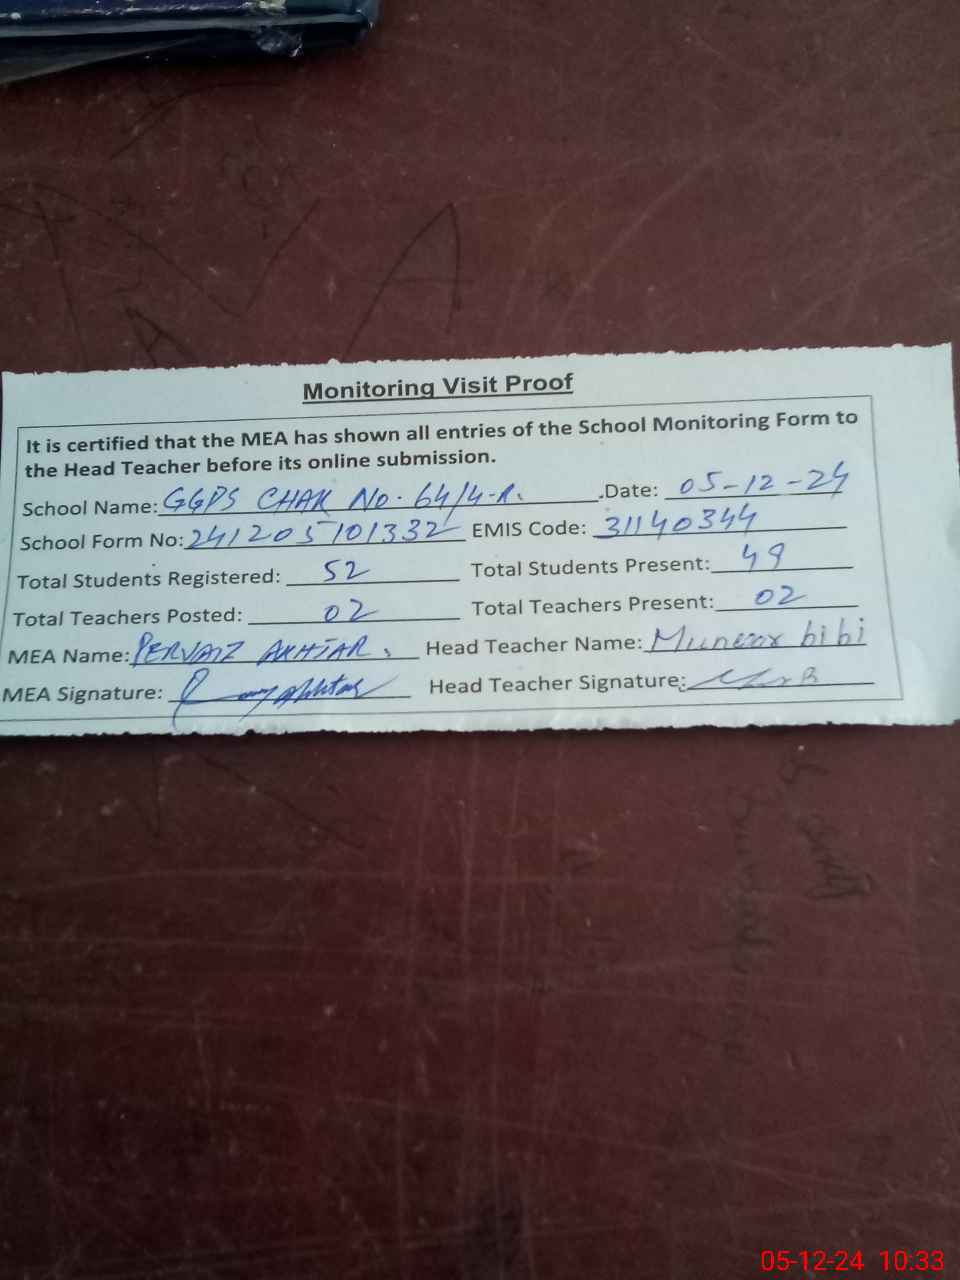 Monitoring Visit Proof
It is certified that the MEA has shown all entries of the School Monitoring Form to
the Head Teacher before its online submission.
School Name: GGPS CHAK No. 64/4-R. Date: 05-12-24
School Form No: 241205101332 EMIS Code: 31140344
Total Students Registered: 52 Total Students Present: 49
Total Teachers Posted: 02 Total Teachers Present: 02
MEA Name: PERVAIZ AKHTAR. Head Teacher Name: bibi
MEA Signature: Head Teacher Signature:
05-12-24 10:33